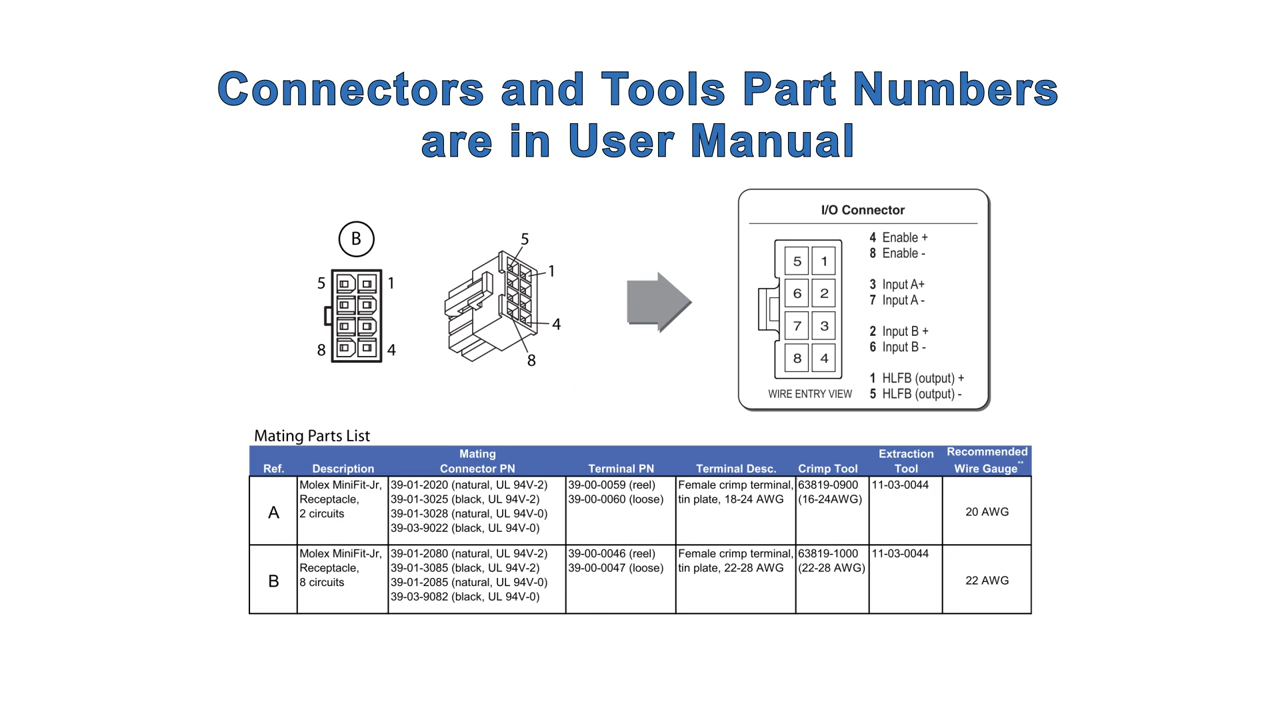 Connectors and Tools Part Numbers
are in User Manual
B
5 1
8 4
5
1
4
8
I/O Connector
5 1
6 2
7 3
8 4
WIRE ENTRY VIEW
4 Enable +
8 Enable -
3 Input A+
7 Input A -
2 Input B +
6 Input B -
1 HLFB (output) +
5 HLFB (output) -
Mating Parts List
Ref. Description Mating Connector PN Terminal PN Terminal Desc. Crimp Tool Extraction Tool Recommended Wire Gauge**
A
Molex MiniFit-Jr,
Receptacle,
2 circuits
39-01-2020 (natural, UL 94V-2)
39-01-3025 (black, UL 94V-2)
39-01-3028 (natural, UL 94V-0)
39-03-9022 (black, UL 94V-0)
39-00-0059 (reel)
39-00-0060 (loose)
Female crimp terminal,
tin plate, 18-24 AWG
63819-0900
(16-24AWG)
11-03-0044
20 AWG
B
Molex MiniFit-Jr,
Receptacle,
8 circuits
39-01-2080 (natural, UL 94V-2)
39-01-3085 (black, UL 94V-2)
39-01-2085 (natural, UL 94V-0)
39-03-9082 (black, UL 94V-0)
39-00-0046 (reel)
39-00-0047 (loose)
Female crimp terminal,
tin plate, 22-28 AWG
63819-1000
(22-28 AWG)
11-03-0044
22 AWG